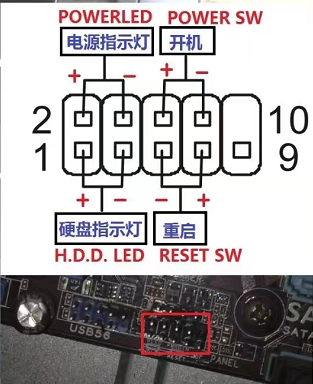 POWERLED POWER SW
电源指示灯 开机
+ − + −
2 10
1 9
+ − − +
硬盘指示灯 重启
H.D.D. LED RESET SW
USB56
PANEL
SATA